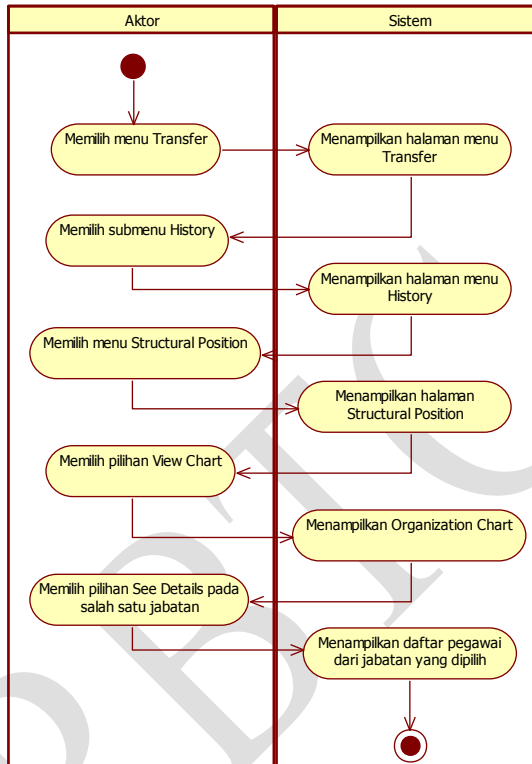 Aktor
Sistem
Memilih menu Transfer
Menampilkan halaman menu
Transfer
Memilih submenu History
Menampilkan halaman menu
History
Memilih menu Structural Position
Menampilkan halaman
Structural Position
Memilih pilihan View Chart
Menampilkan Organization Chart
Memilih pilihan See Details pada
salah satu jabatan
Menampilkan daftar pegawai
dari jabatan yang dipilih